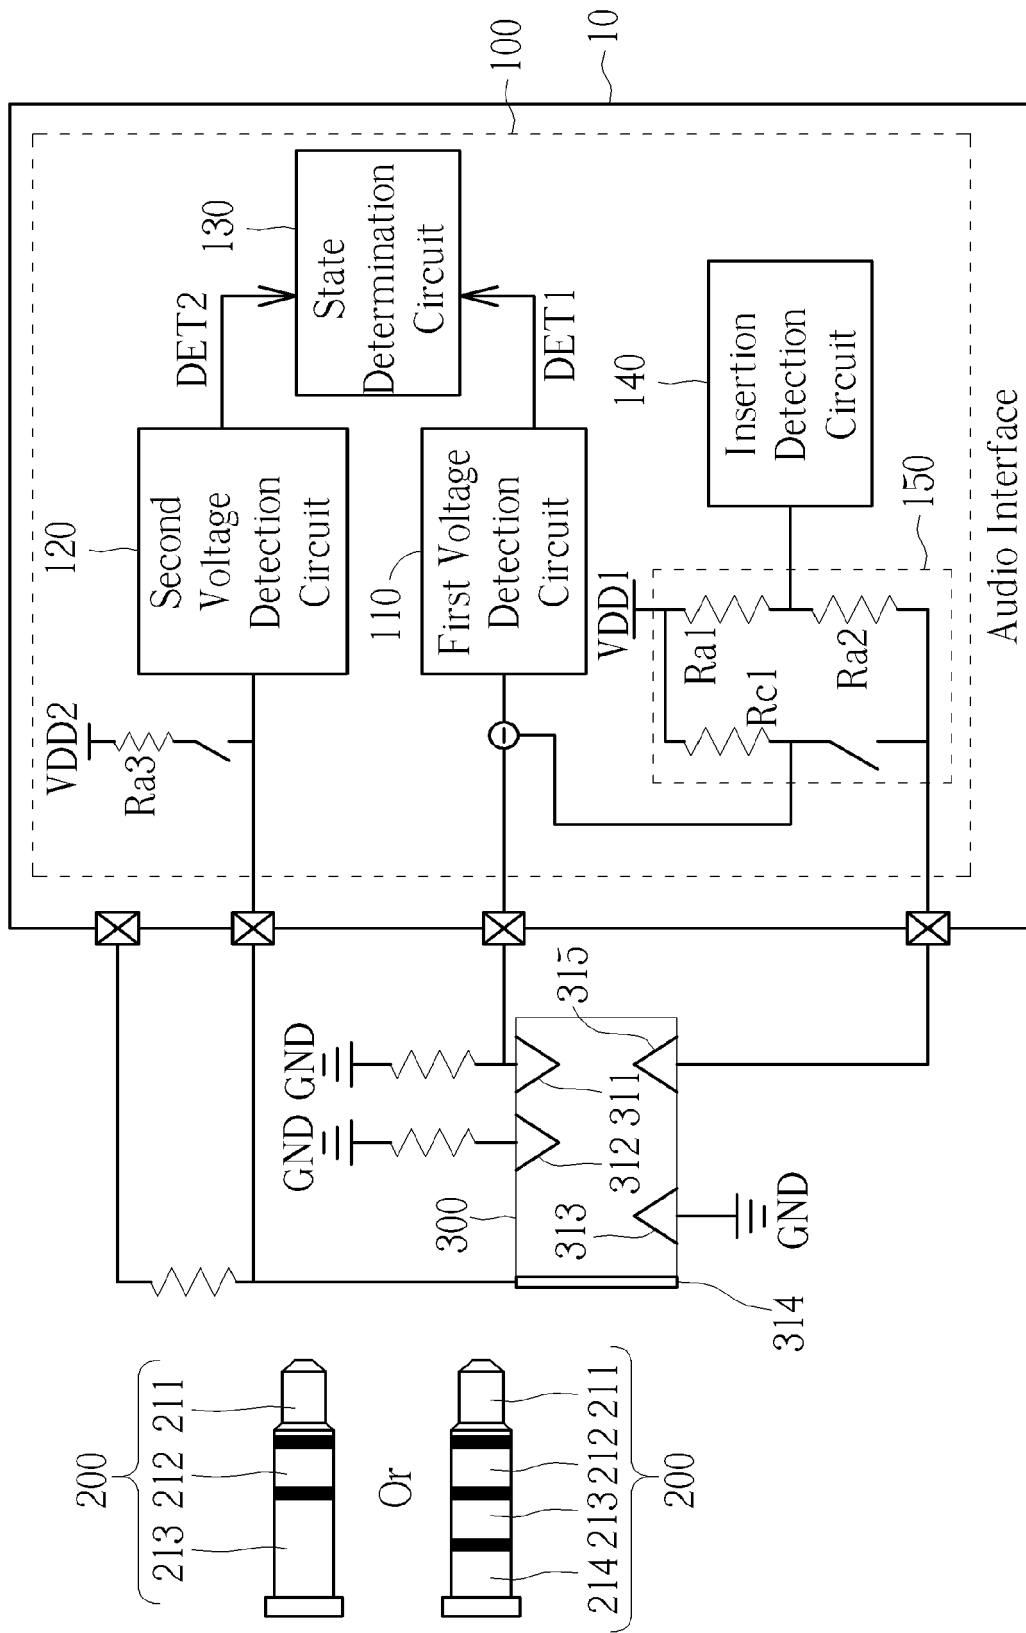 10
100
VDD2
Ra3
120
Second
Voltage
Detection
Circuit
DET2
130
State
Determination
Circuit
DET1
110
First Voltage
Detection
Circuit
VDD1
Ra1
Rc1
Ra2
140
Insertion
Detection
Circuit
150
Audio Interface
GND
GND
300
311
312
313
315
GND
314
200
211
212
213
Or
211
212
213
214
200